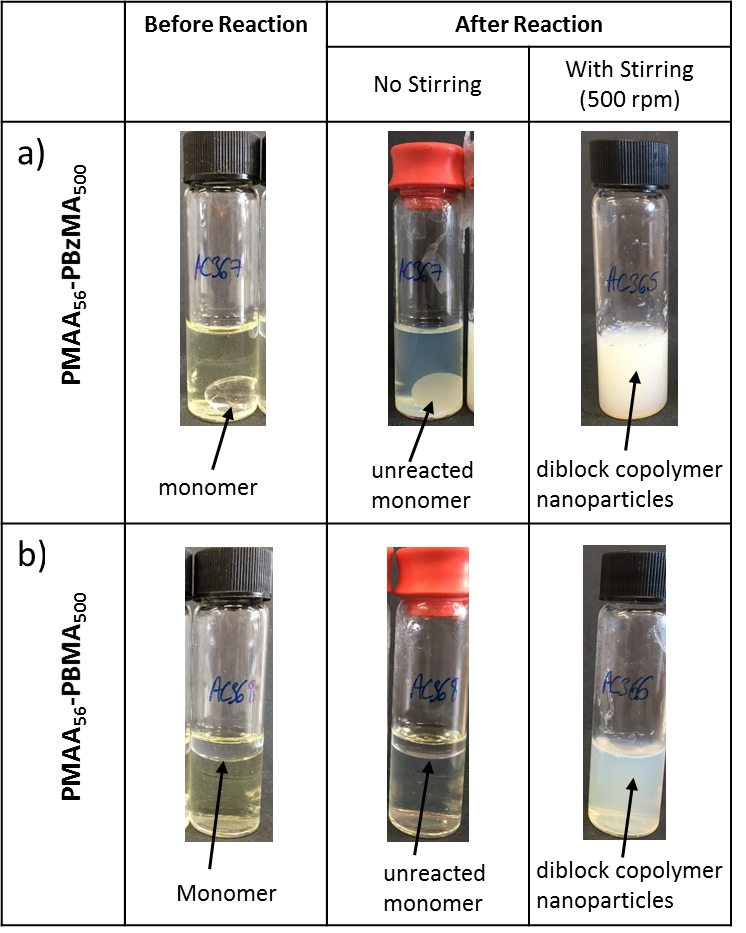 Before Reaction
After Reaction
No Stirring
With Stirring
(500 rpm)
a)
PMAA56-PBzMA500
AC367
AC367
AC365
monomer
unreacted
monomer
diblock copolymer
nanoparticles
b)
PMAA56-PBMA500
AC368
AC368
AC366
Monomer
unreacted
monomer
diblock copolymer
nanoparticles